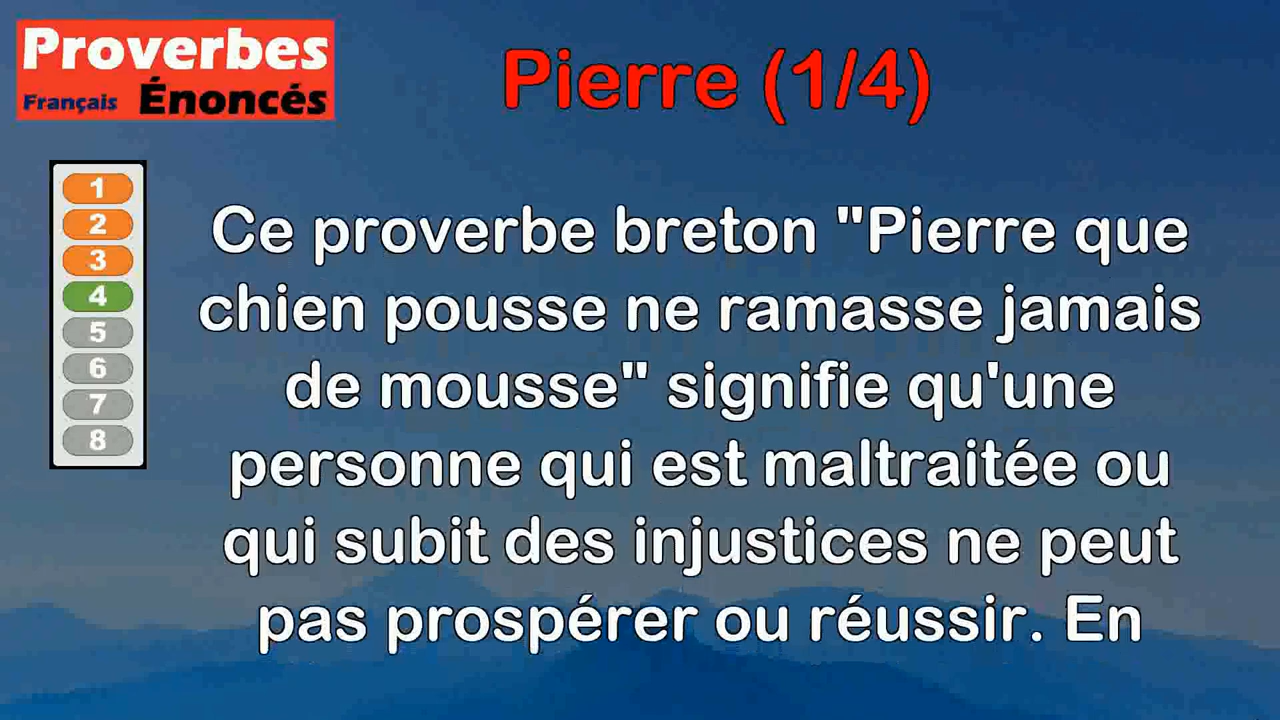 Proverbes
Français Énoncés
Pierre (1/4)
1
2
3
4
5
6
7
8
Ce proverbe breton "Pierre que
chien pousse ne ramasse jamais
de mousse" signifie qu'une
personne qui est maltraitée ou
qui subit des injustices ne peut
pas prospérer ou réussir. En